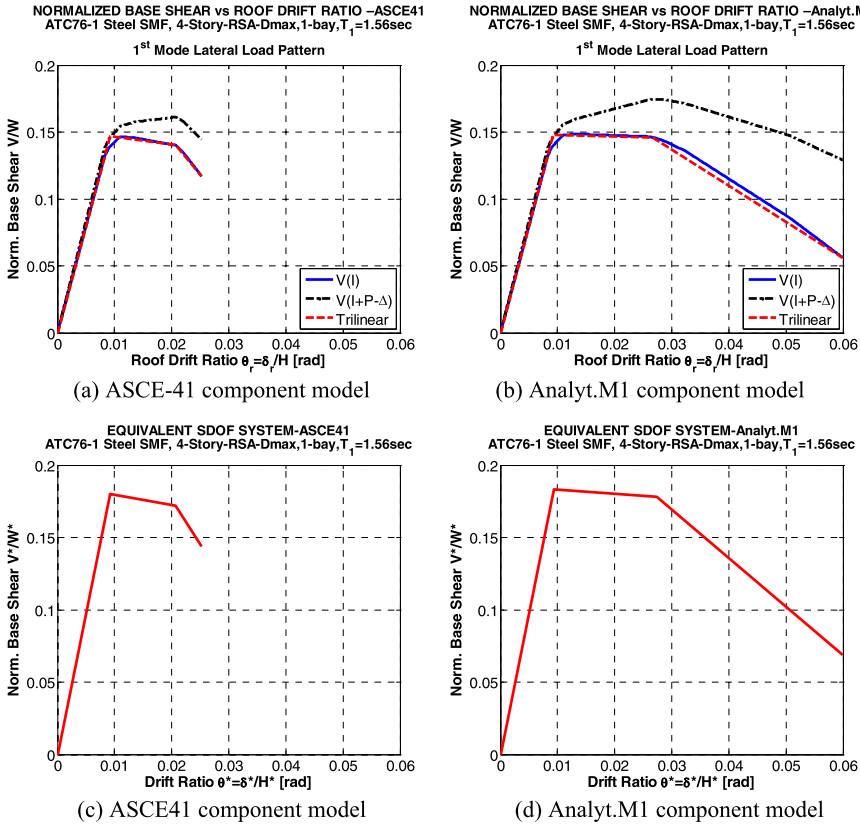 NORMALIZED BASE SHEAR vs ROOF DRIFT RATIO –ASCE41
ATC76-1 Steel SMF, 4-Story-RSA-Dmax,1-bay,T1=1.56sec
1st Mode Lateral Load Pattern
0.2
0.15
0.1
0.05
0
Norm. Base Shear V/W
V(I)
V(I+P-Δ)
Trilinear
0 0.01 0.02 0.03 0.04 0.05 0.06
Roof Drift Ratio θr=δr/H [rad]
(a) ASCE-41 component model
NORMALIZED BASE SHEAR vs ROOF DRIFT RATIO –Analyt.M
ATC76-1 Steel SMF, 4-Story-RSA-Dmax,1-bay,T1=1.56sec
1st Mode Lateral Load Pattern
0.2
0.15
0.1
0.05
0
Norm. Base Shear V/W
V(I)
V(I+P-Δ)
Trilinear
0 0.01 0.02 0.03 0.04 0.05 0.06
Roof Drift Ratio θr=δr/H [rad]
(b) Analyt.M1 component model
EQUIVALENT SDOF SYSTEM-ASCE41
ATC76-1 Steel SMF, 4-Story-RSA-Dmax,1-bay,T1=1.56sec
0.2
0.15
0.1
0.05
0
Norm. Base Shear V*/W*
0 0.01 0.02 0.03 0.04 0.05 0.06
Drift Ratio θ*=δ*/H* [rad]
(c) ASCE41 component model
EQUIVALENT SDOF SYSTEM-Analyt.M1
ATC76-1 Steel SMF, 4-Story-RSA-Dmax,1-bay,T1=1.56sec
0.2
0.15
0.1
0.05
0
Norm. Base Shear V*/W*
0 0.01 0.02 0.03 0.04 0.05 0.06
Drift Ratio θ*=δ*/H* [rad]
(d) Analyt.M1 component model